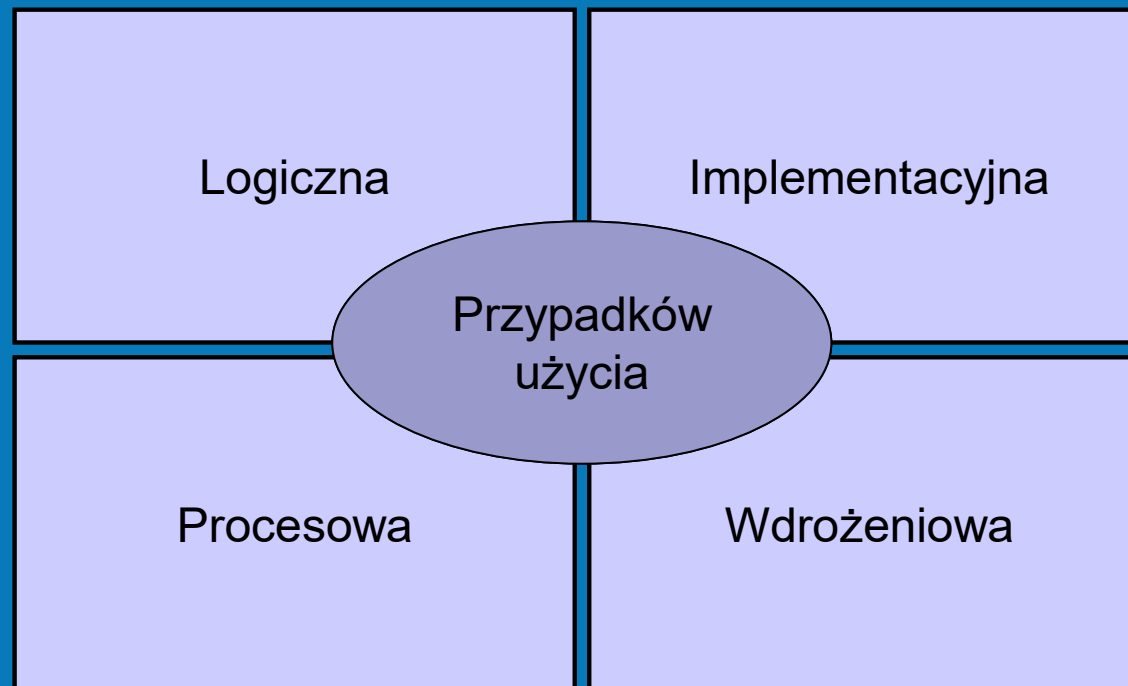 Logiczna
Implementacyjna
Przypadków
użycia
Procesowa
Wdrożeniowa